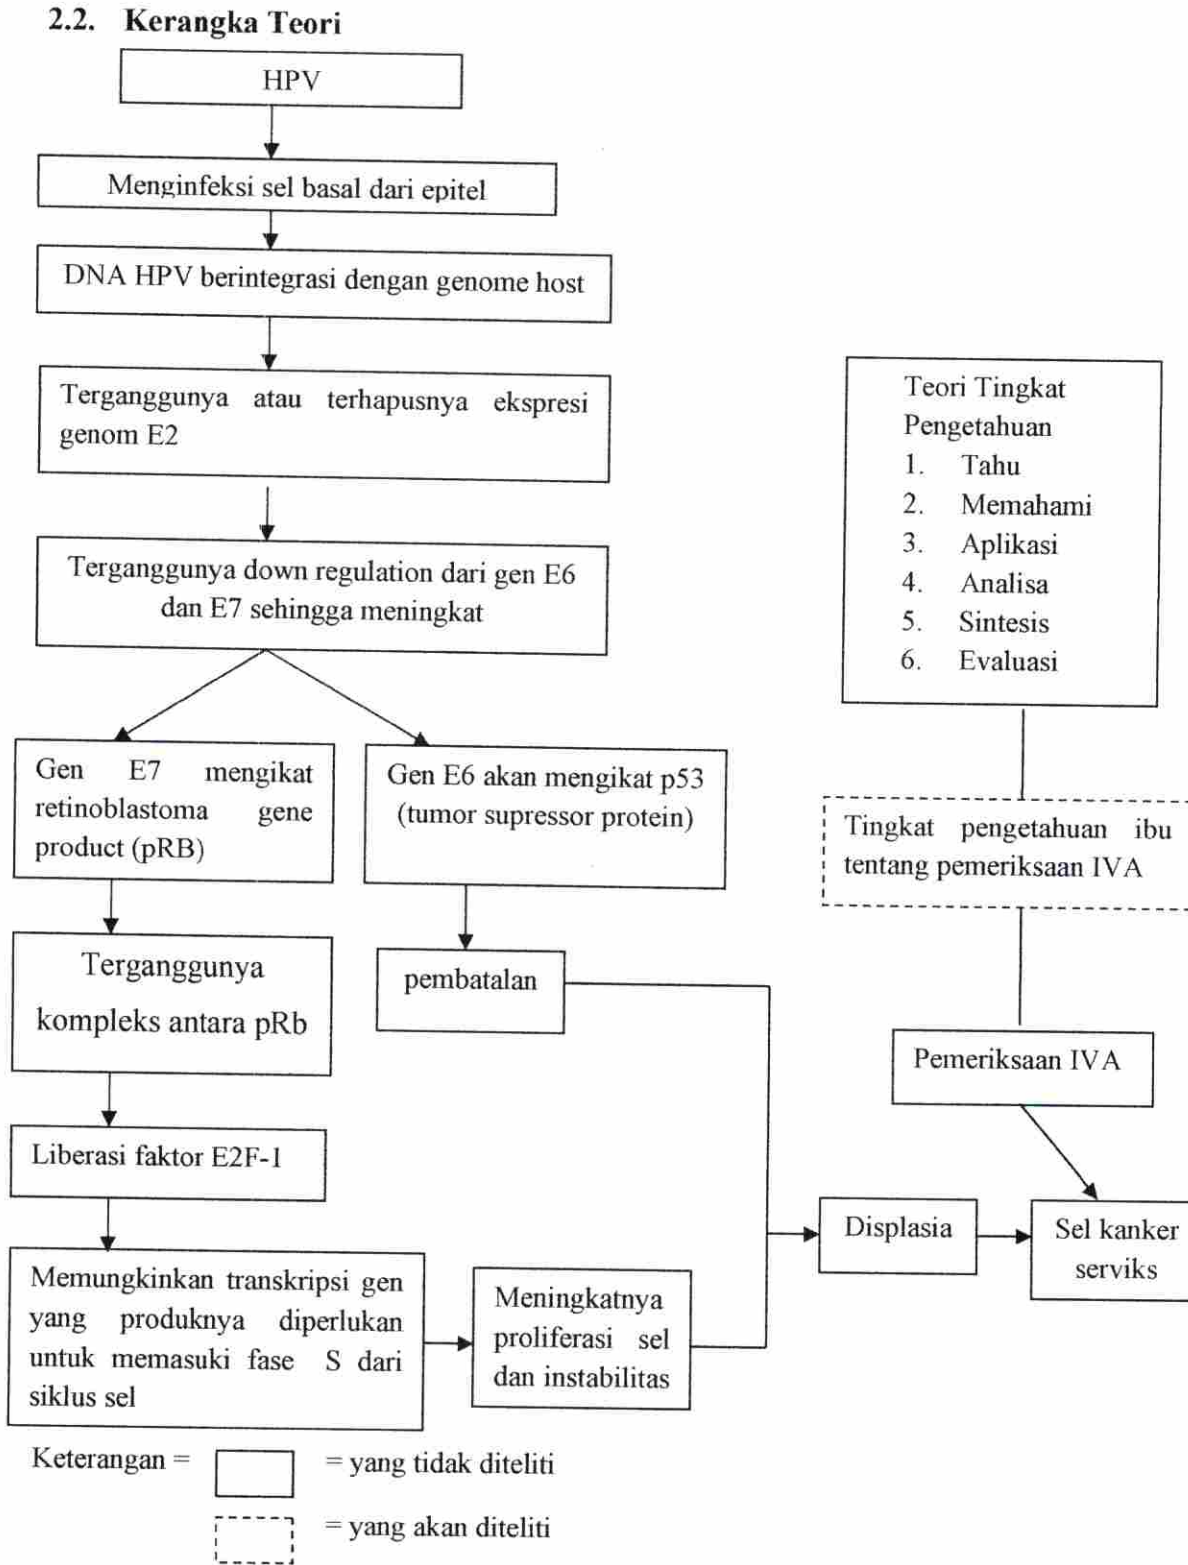 2.2. Kerangka Teori
HPV
Menginfeksi sel basal dari epitel
DNA HPV berintegrasi dengan genome host
Terganggunya atau terhapusnya ekspresi
genom E2
Terganggunya down regulation dari gen E6
dan E7 sehingga meningkat
Gen E7 mengikat
retinoblastoma gene
product (pRB)
Gen E6 akan mengikat p53
(tumor supressor protein)
Terganggunya
kompleks antara pRb
pembatalan
Liberasi faktor E2F-1
Memungkinkan transkripsi gen
yang produknya diperlukan
untuk memasuki fase S dari
siklus sel
Meningkatnya
proliferasi sel
dan instabilitas
Displasia
Sel kanker
serviks
Teori Tingkat
Pengetahuan
1. Tahu
2. Memahami
3. Aplikasi
4. Analisa
5. Sintesis
6. Evaluasi
Tingkat pengetahuan ibu
tentang pemeriksaan IVA
Pemeriksaan IVA
Keterangan =
= yang tidak diteliti
= yang akan diteliti